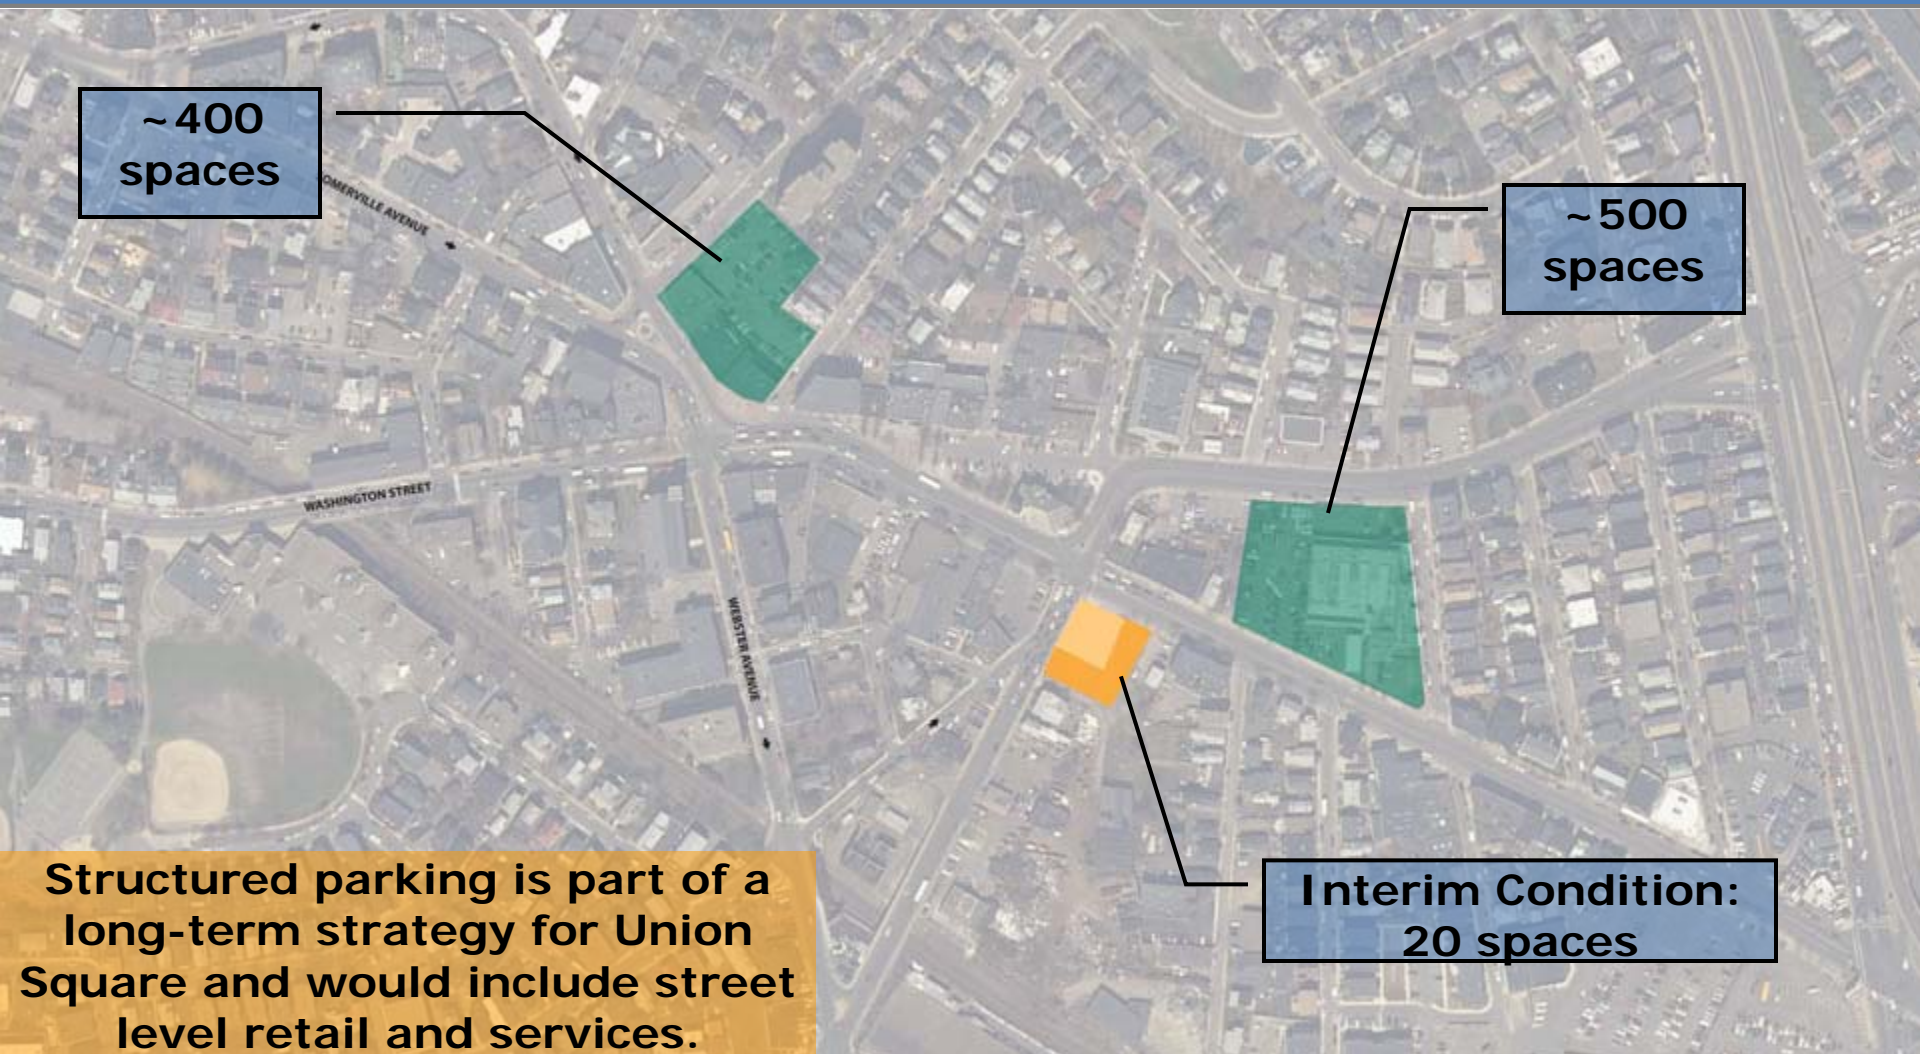 ~400
spaces
SOMERVILLE AVENUE
~500
spaces
WASHINGTON STREET
WEBSTER AVENUE
Interim Condition:
20 spaces
Structured parking is part of a
long-term strategy for Union
Square and would include street
level retail and services.